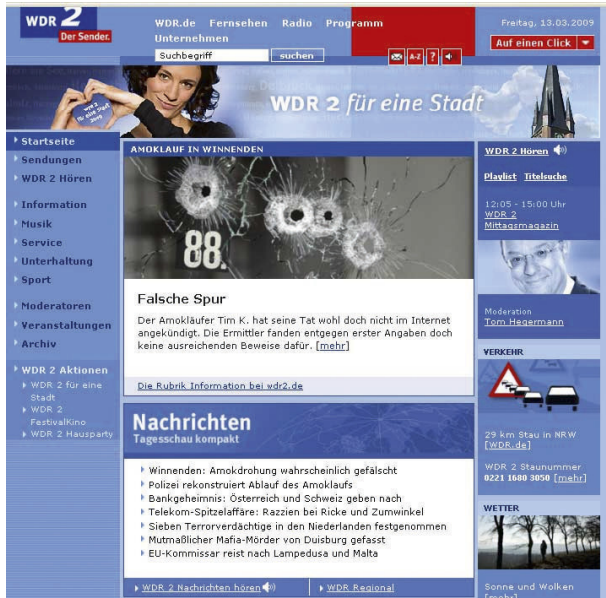 WDR 2
Der Sender.
WDR.de Fernsehen Radio Programm
Unternehmen
Suchbegriff suchen
A-Z ?
Freitag, 13.03.2009
Auf einen Click
wdr 2
für eine Stadt
2009
WDR 2 für eine Stadt
Startseite
Sendungen
WDR 2 Hören
Information
Musik
Service
Unterhaltung
Sport
Moderatoren
Veranstaltungen
Archiv
WDR 2 Aktionen
WDR 2 für eine
Stadt
WDR 2
FestivalKino
WDR 2 Hausparty
AMOKLAUF IN WINNENDEN
88.
Falsche Spur
Der Amokläufer Tim K. hat seine Tat wohl doch nicht im Internet
angekündigt. Die Ermittler fanden entgegen erster Angaben doch
keine ausreichenden Beweise dafür. [mehr]
Die Rubrik Information bei wdr2.de
Nachrichten
Tagesschau kompakt
Winnenden: Amokdrohung wahrscheinlich gefälscht
Polizei rekonstruiert Ablauf des Amoklaufs
Bankgeheimnis: Österreich und Schweiz geben nach
Telekom-Spitzelaffäre: Razzien bei Ricke und Zumwinkel
Sieben Terrorverdächtige in den Niederlanden festgenommen
Mutmaßlicher Mafia-Mörder von Duisburg gefasst
EU-Kommissar reist nach Lampedusa und Malta
WDR 2 Nachrichten hören
WDR Regional
WDR 2 Hören
Playlist Titelsuche
12:05 - 15:00 Uhr
WDR 2
Mittagsmagazin
Moderation
Tom Hegermann
VERKEHR
29 km Stau in NRW
[WDR.de]
WDR 2 Staunummer
0221 1680 3050 [mehr]
WETTER
Sonne und Wolken
[mehr]